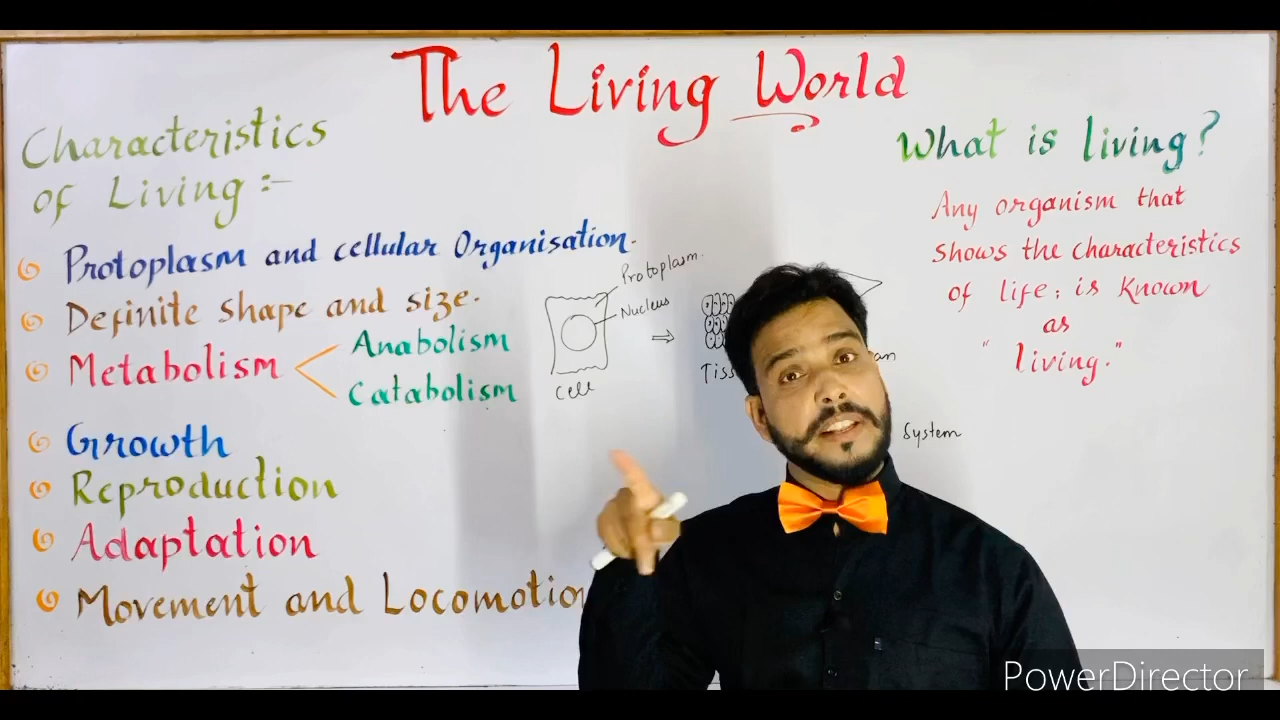 The Living World
Characteristics
of Living :-
Protoplasm and cellular Organisation.
Definite shape and size.
Metabolism
Anabolism
Catabolism
Growth
Reproduction
Adaptation
Movement and Locomotion
Protoplasm.
Nucleus
Cell
System
What is living?
Any organism that
shows the characteristics
of life; is known
as
" living."
PowerDirector